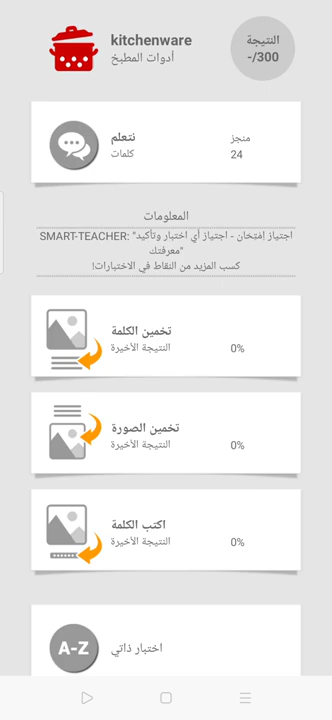 kitchenware
أدوات المطبخ
النتيجة
-/300
نتعلم
كلمات
منجز
24
المعلومات
SMART-TEACHER: "اجتياز اِمْتِحان - اجتياز أي اختبار وتأكيد
معرفتك"
كسب المزيد من النقاط في الاختبارات!
تخمين الكلمة
النتيجة الأخيرة
0%
تخمين الصورة
النتيجة الأخيرة
0%
اكتب الكلمة
النتيجة الأخيرة
0%
A-Z
اختبار ذاتي